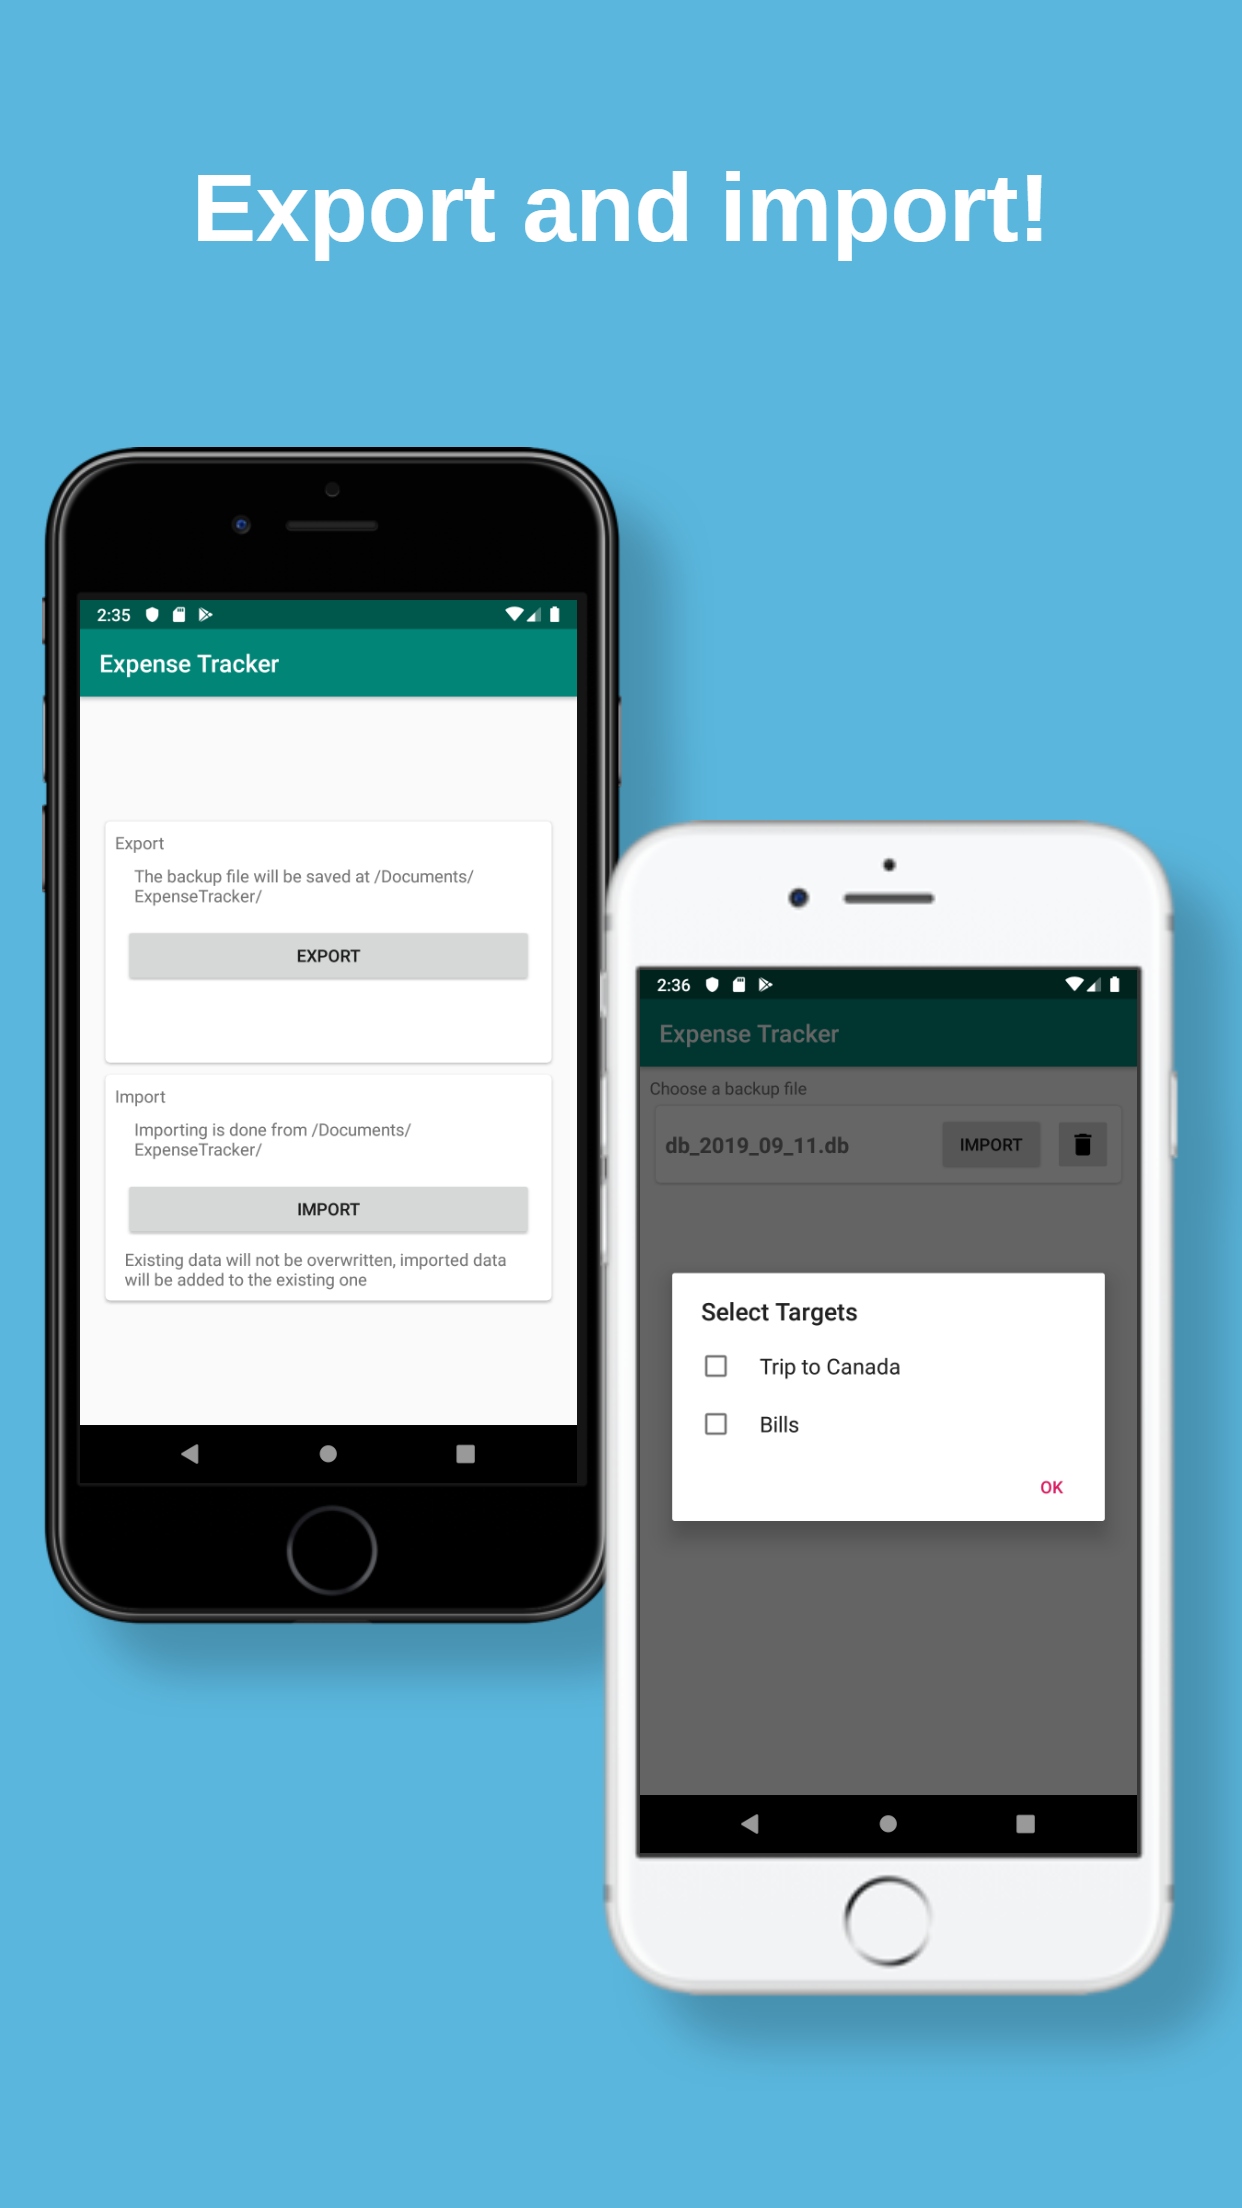 Export and import!
2:35
Expense Tracker
Export
The backup file will be saved at /Documents/
ExpenseTracker/
EXPORT
Import
Importing is done from /Documents/
ExpenseTracker/
IMPORT
Existing data will not be overwritten, imported data
will be added to the existing one
2:36
Expense Tracker
Choose a backup file
db_2019_09_11.db
IMPORT
Select Targets
Trip to Canada
Bills
OK